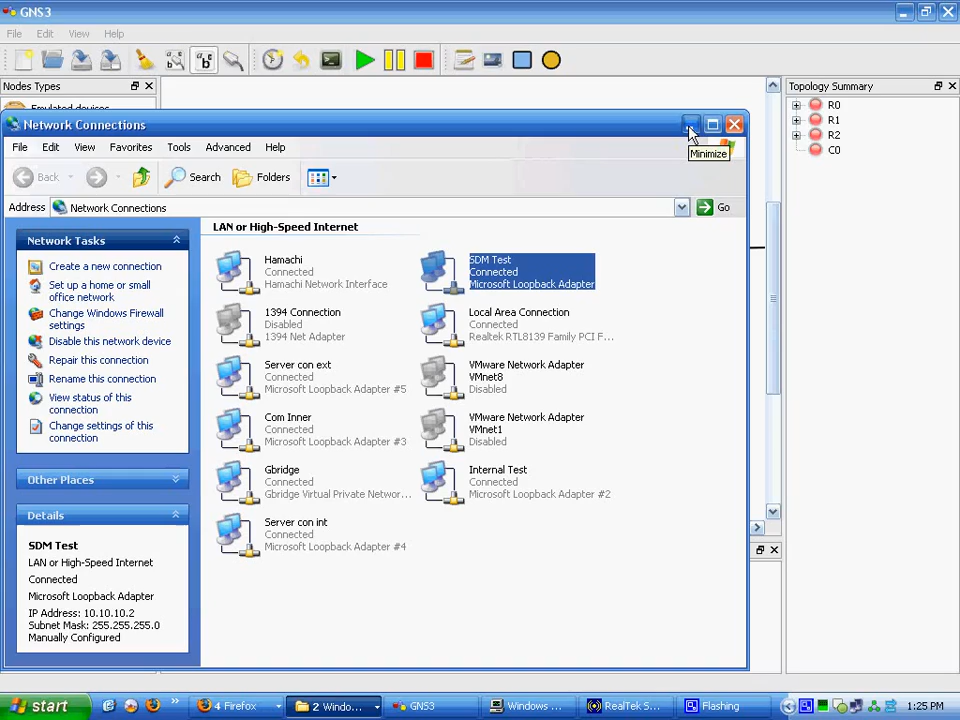 GNS3
File Edit View Help
Nodes Types
Topology Summary
Emulated devices
R0
R1
R2
C0
Network Connections
Minimize
File Edit View Favorites Tools Advanced Help
Back Search Folders
Address Network Connections Go
Network Tasks
Create a new connection
Set up a home or small
office network
Change Windows Firewall
settings
Disable this network device
Repair this connection
Rename this connection
View status of this
connection
Change settings of this
connection
Other Places
Details
SDM Test
LAN or High-Speed Internet
Connected
Microsoft Loopback Adapter
IP Address: 10.10.10.2
Subnet Mask: 255.255.255.0
Manually Configured
LAN or High-Speed Internet
Hamachi
Connected
Hamachi Network Interface
SDM Test
Connected
Microsoft Loopback Adapter
1394 Connection
Disabled
1394 Net Adapter
Local Area Connection
Connected
Realtek RTL8139 Family PCI F...
Server con ext
Connected
Microsoft Loopback Adapter #5
VMware Network Adapter
VMnet8
Disabled
Com Inner
Connected
Microsoft Loopback Adapter #3
VMware Network Adapter
VMnet1
Disabled
Gbridge
Connected
Gbridge Virtual Private Networ...
Internal Test
Connected
Microsoft Loopback Adapter #2
Server con int
Connected
Microsoft Loopback Adapter #4
start » 4 Firefox 2 Windo... GNS3 Windows ... RealTek S... Flashing 1:25 PM